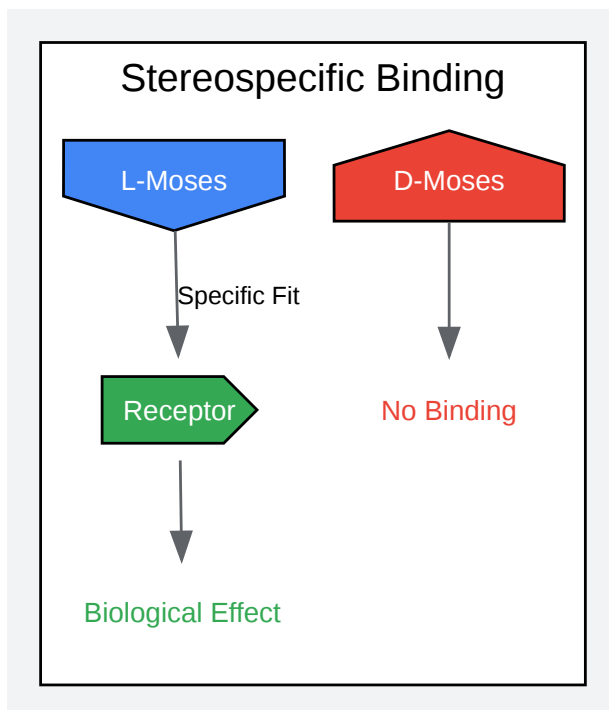 Stereospecific Binding
L-Moses
D-Moses
Specific Fit
Receptor
No Binding
Biological Effect